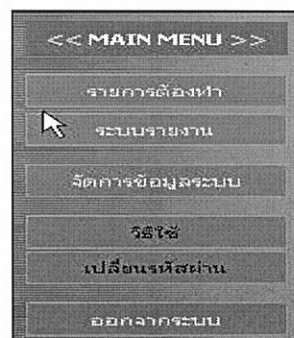 << MAIN MENU >>
รายการต้องทำ
ระบบรายงาน
จัดการข้อมูลระบบ
วิธีใช้
เปลี่ยนรหัสผ่าน
ออกจากระบบ